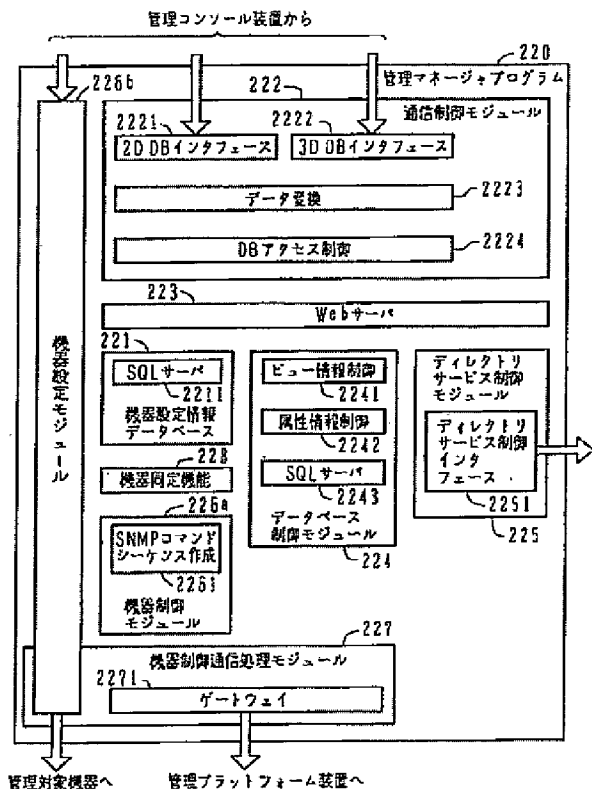 管理コンソール装置から
220
管理マネージャプログラム
226b
222
通信制御モジュール
2221
2222
2D DBインタフェース
3D DBインタフェース
データ変換
2223
DBアクセス制御
2224
223
Webサーバ
機器設定モジュール
221
SQLサーバ
2211
機器設定情報
データベース
ビュー情報制御
2241
属性情報制御
2242
SQLサーバ
2243
データベース
制御モジュール
224
ディレクトリ
サービス制御
モジュール
ディレクトリ
サービス制御
インタ
フェース
2251
225
228
機器同定機能
226a
SNMPコマンド
シーケンス作成
2261
機器制御
モジュール
227
機器制御通信処理モジュール
2271
ゲートウェイ
管理対象機器へ
管理プラットフォーム装置へ